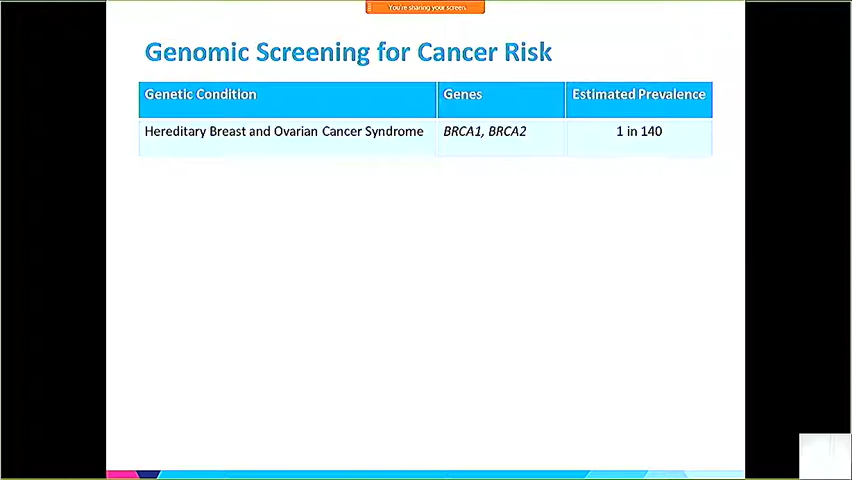 You're sharing your screen.
Genomic Screening for Cancer Risk
Genetic Condition Genes Estimated Prevalence
Hereditary Breast and Ovarian Cancer Syndrome BRCA1, BRCA2 1 in 140